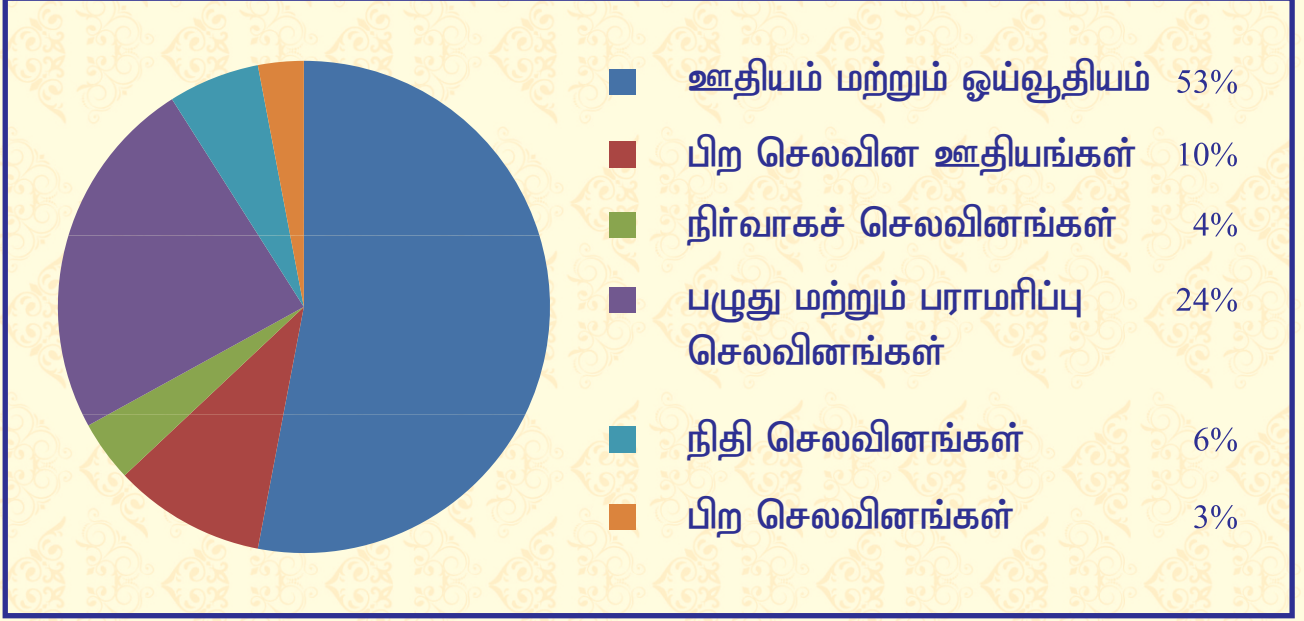 ஊதியம் மற்றும் ஓய்வூதியம் 53%
பிற செலவின ஊதியங்கள் 10%
நிர்வாகச் செலவினங்கள் 4%
பழுது மற்றும் பராமரிப்பு 24%
செலவினங்கள்
நிதி செலவினங்கள் 6%
பிற செலவினங்கள் 3%